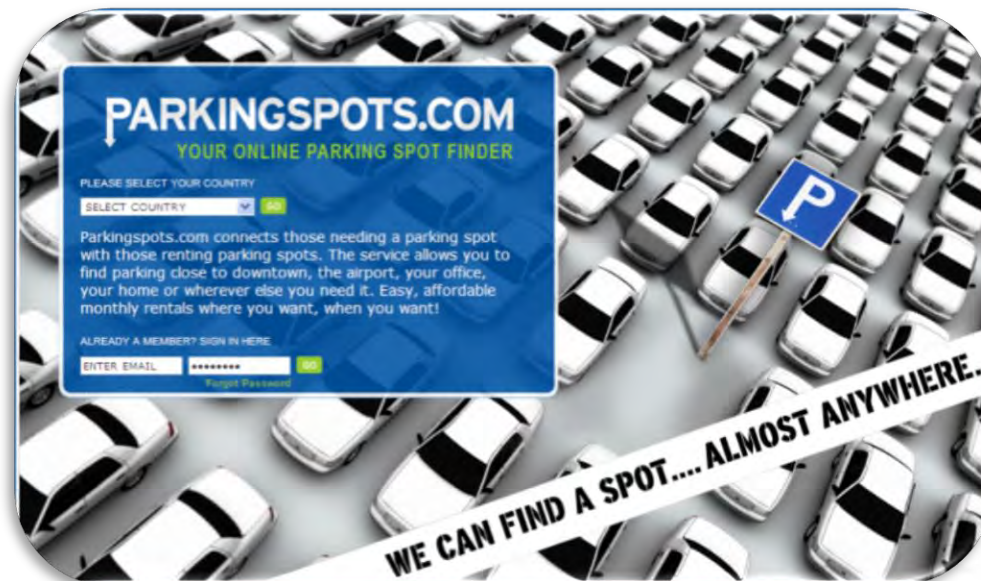 PARKINGSPOTS.COM
YOUR ONLINE PARKING SPOT FINDER
PLEASE SELECT YOUR COUNTRY
SELECT COUNTRY GO
Parkingspots.com connects those needing a parking spot
with those renting parking spots. The service allows you to
find parking close to downtown, the airport, your office,
your home or wherever else you need it. Easy, affordable
monthly rentals where you want, when you want!
ALREADY A MEMBER? SIGN IN HERE
ENTER EMAIL •••••••• GO
Forgot Password
P
WE CAN FIND A SPOT.... ALMOST ANYWHERE.